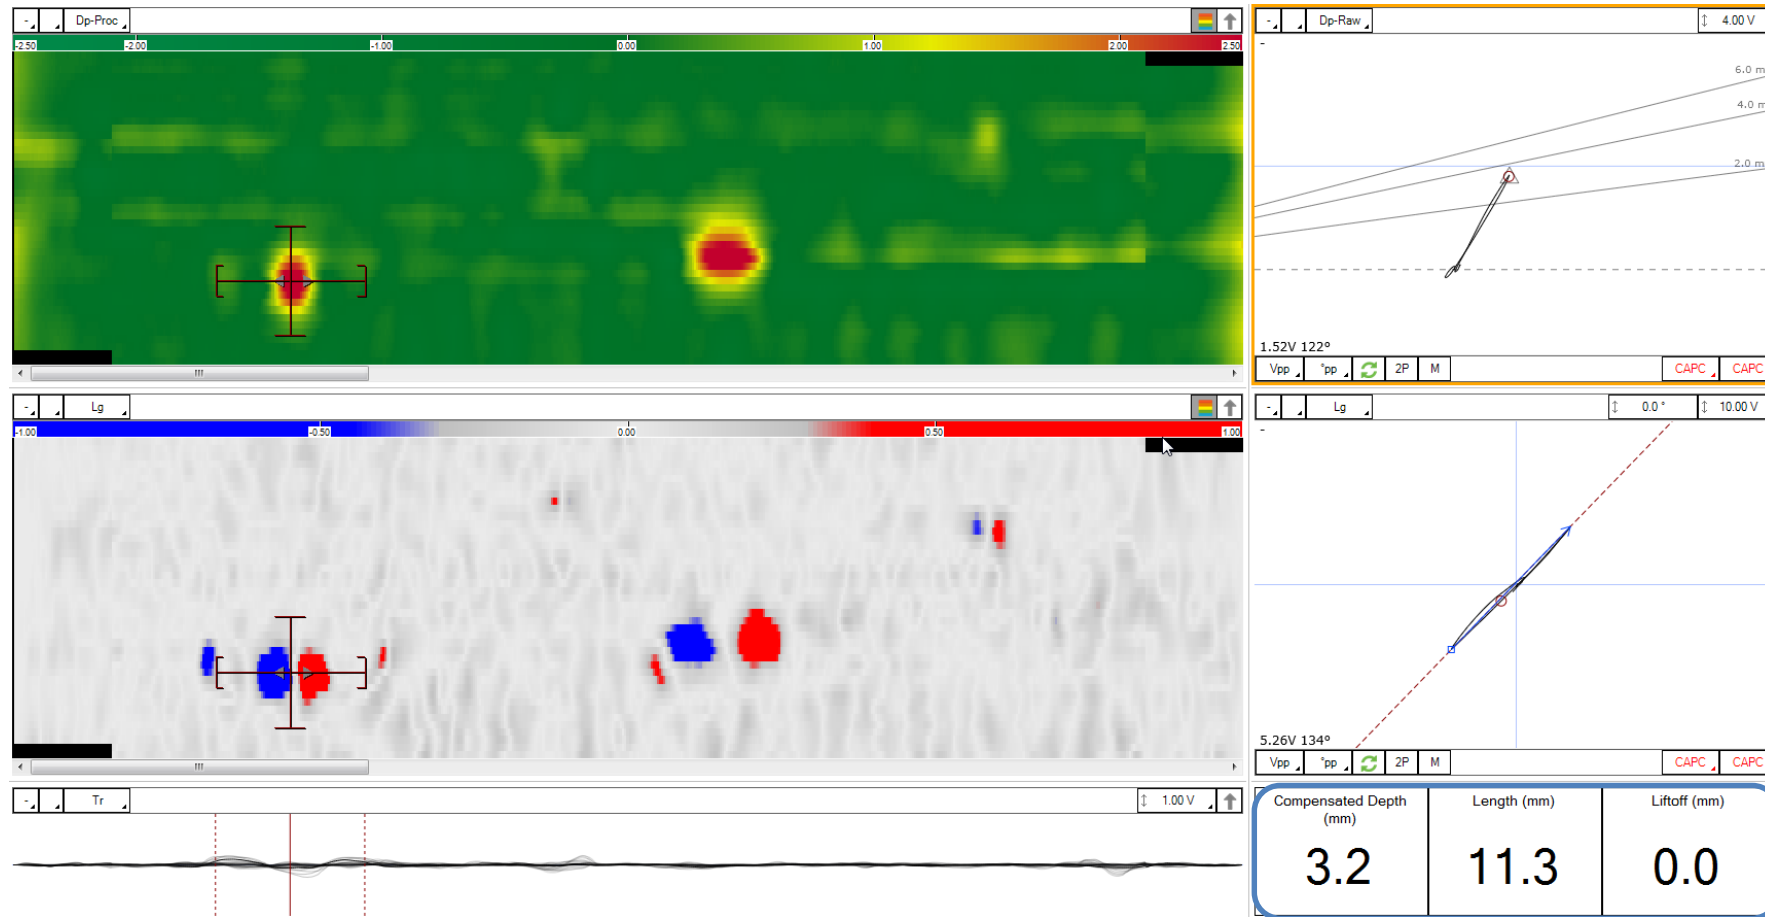 - Dp-Proc
-2.50 -2.00 -1.00 0.00 1.00 2.00 2.50
- Dp-Raw 4.00 V
-
6.0 m
4.0 m
2.0 m
1.52V 122º
Vpp °pp 2P M CAPC CAPC
- Lg
-1.00 -0.50 0.00 0.50 1.00
- Lg 0.0 ° 10.00 V
-
5.26V 134º
Vpp °pp 2P M CAPC CAPC
- Tr 1.00 V
Compensated Depth
(mm)
3.2
Length (mm)
11.3
Liftoff (mm)
0.0